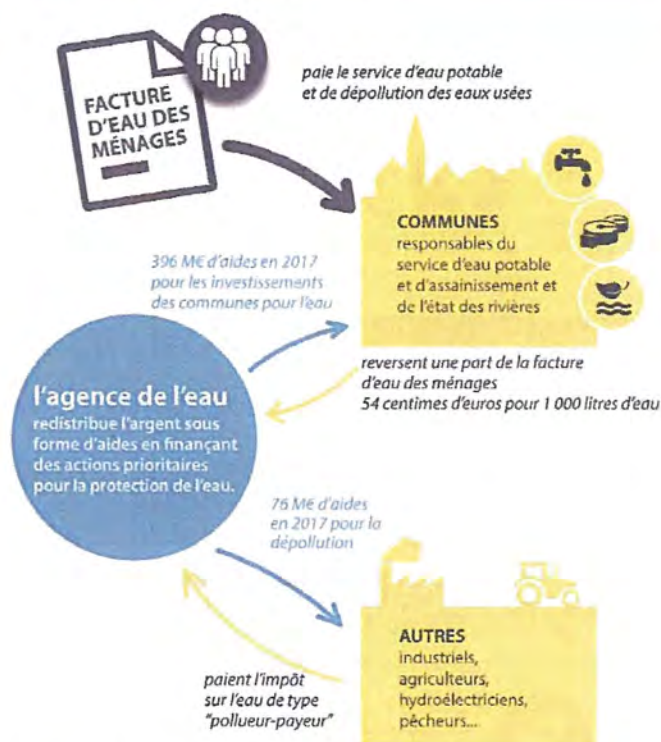 FACTURE
D'EAU DES
MÉNAGES
paie le service d'eau potable
et de dépollution des eaux usées
COMMUNES
responsables du
service d'eau potable
et d'assainissement et
de l'état des rivières
396 M€ d'aides en 2017
pour les investissements
des communes pour l'eau
reversent une part de la facture
d'eau des ménages
54 centimes d'euros pour 1 000 litres d'eau
l'agence de l'eau
redistribue l'argent sous
forme d'aides en finançant
des actions prioritaires
pour la protection de l'eau.
76 M€ d'aides
en 2017 pour la
dépollution
AUTRES
industriels,
agriculteurs,
hydroélectriciens,
pêcheurs...
paient l'impôt
sur l'eau de type
"pollueur-payeur"